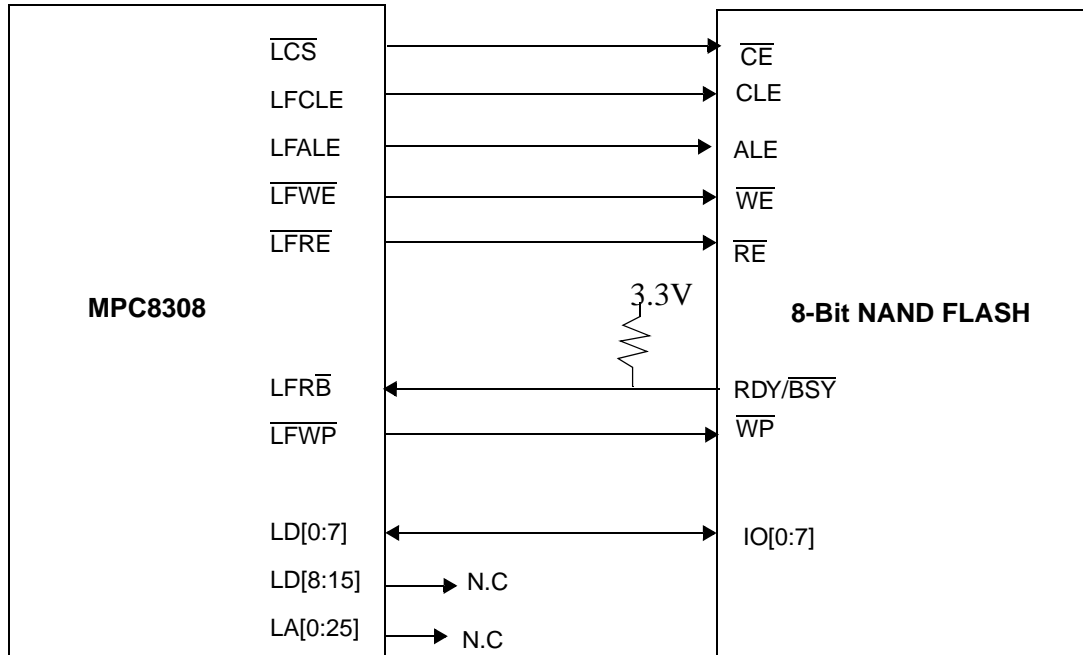 LCS CE
LFCLE CLE
LFALE ALE
LFWE WE
LFRE RE
3.3V
MPC8308 8-Bit NAND FLASH
LFRB RDY/BSY
LFWP WP
LD[0:7] IO[0:7]
LD[8:15] N.C
LA[0:25] N.C